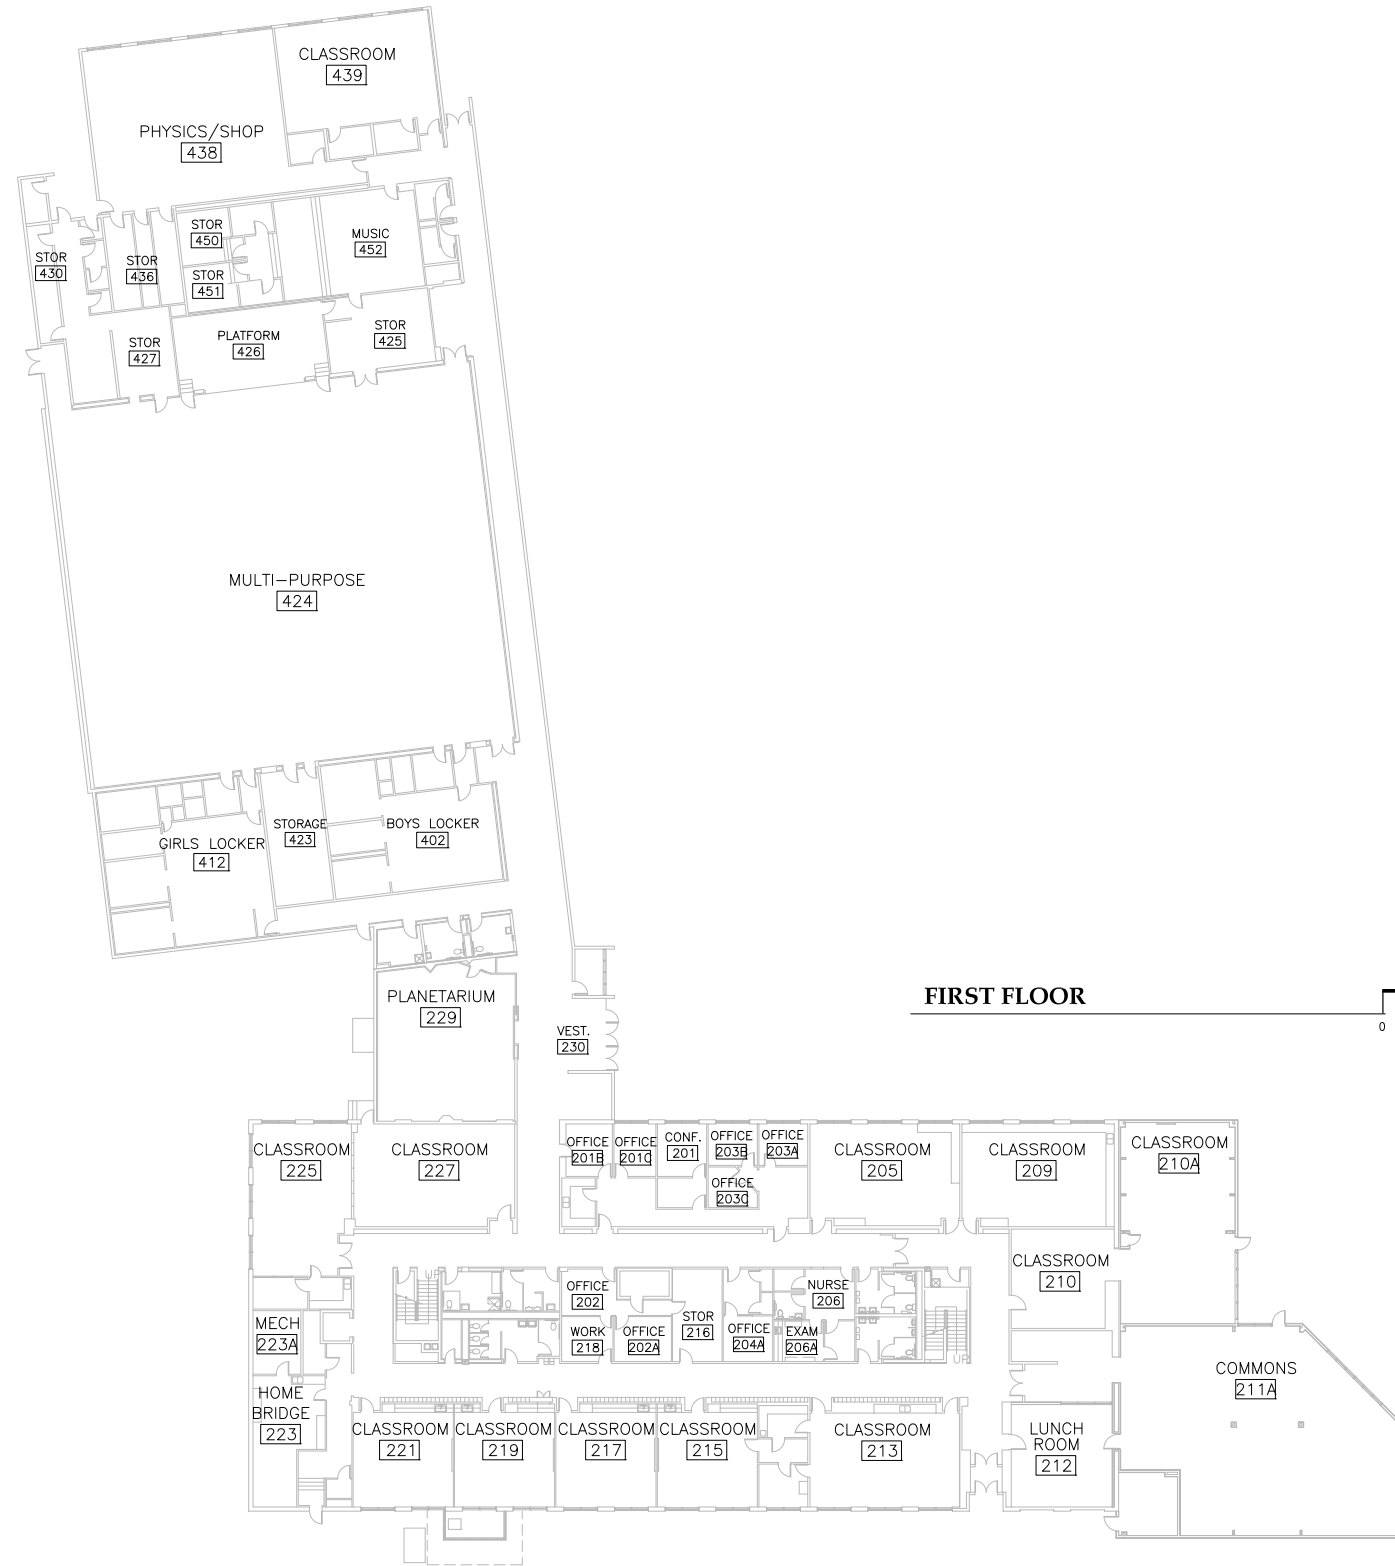 CLASSROOM
439
PHYSICS/SHOP
438
STOR
450
MUSIC
452
STOR
430
STOR
436
STOR
451
STOR
425
PLATFORM
426
STOR
427
MULTI-PURPOSE
424
STORAGE
423
BOYS LOCKER
402
GIRLS LOCKER
412
PLANETARIUM
229
FIRST FLOOR
0
VEST.
230
CLASSROOM
225
CLASSROOM
227
OFFICE
201B
OFFICE
201C
CONF.
201
OFFICE
203B
OFFICE
203A
OFFICE
203C
CLASSROOM
205
CLASSROOM
209
CLASSROOM
210A
CLASSROOM
210
UP
OFFICE
202
STOR
216
NURSE
206
MECH
223A
WORK
218
OFFICE
202A
OFFICE
204A
EXAM
206A
UP
COMMONS
211A
HOME
BRIDGE
223
CLASSROOM
221
CLASSROOM
219
CLASSROOM
217
CLASSROOM
215
CLASSROOM
213
LUNCH
ROOM
212